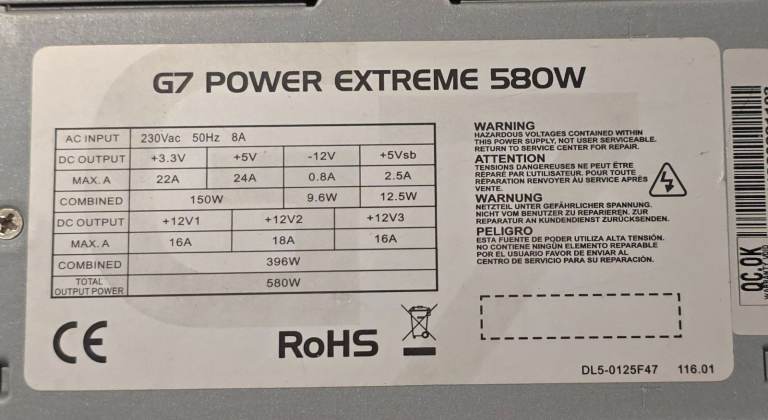 G7 POWER EXTREME 580W
AC INPUT 230Vac 50Hz 8A
DC OUTPUT +3.3V +5V -12V +5Vsb
MAX. A 22A 24A 0.8A 2.5A
COMBINED 150W 9.6W 12.5W
DC OUTPUT +12V1 +12V2 +12V3
MAX. A 16A 18A 16A
COMBINED 396W
TOTAL
OUTPUT POWER 580W
WARNING
HAZARDOUS VOLTAGES CONTAINED WITHIN
THIS POWER SUPPLY, NOT USER SERVICEABLE.
RETURN TO SERVICE CENTER FOR REPAIR.
ATTENTION
TENSIONS DANGEREUSES NE PEUT ÊTRE
RÉPARÉ PAR L'UTILISATEUR. POUR TOUTE
RÉPARATION RENVOYER AU SERVICE APRÈS
VENTE.
WARNUNG
NETZTEIL UNTER GEFÄHRLICHER SPANNUNG.
NICHT VOM BENUTZER ZU REPARIEREN. ZUR
REPARATUR AN KUNDENDIENST ZURÜCKSENDEN.
PELIGRO
ESTA FUENTE DE PODER UTILIZA ALTA TENSIÓN.
NO CONTIENE NINGÚN ELEMENTO REPARABLE
POR EL USUARIO FAVOR DE ENVIAR AL
CENTRO DE SERVICIO PARA SU REPARACIÓN.
CE
RoHS
DL5-0125F47 116.01
QC.OK